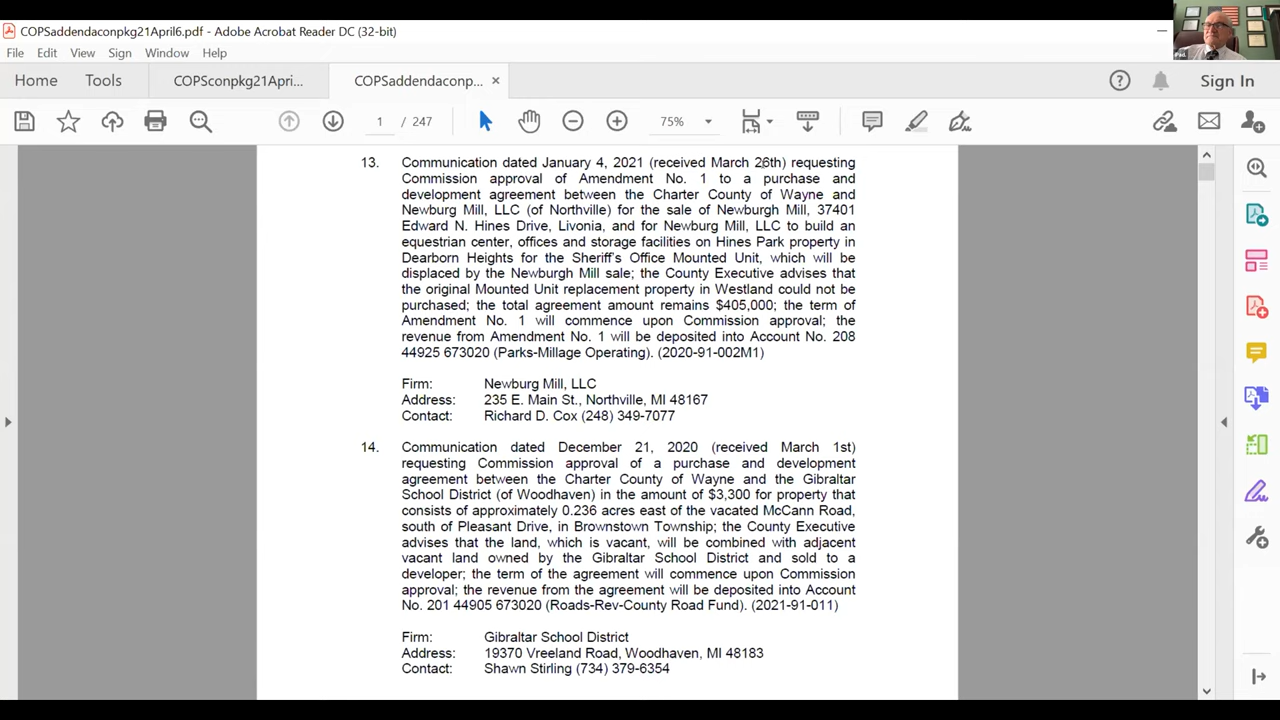 COPSaddendaconpkg21April6.pdf - Adobe Acrobat Reader DC (32-bit)
File Edit View Sign Window Help
Home Tools COPSconpkg21Apri... COPSaddendaconp... × Sign In
1 / 247 75%
13. Communication dated January 4, 2021 (received March 26th) requesting
Commission approval of Amendment No. 1 to a purchase and
development agreement between the Charter County of Wayne and
Newburg Mill, LLC (of Northville) for the sale of Newburgh Mill, 37401
Edward N. Hines Drive, Livonia, and for Newburg Mill, LLC to build an
equestrian center, offices and storage facilities on Hines Park property in
Dearborn Heights for the Sheriff's Office Mounted Unit, which will be
displaced by the Newburgh Mill sale; the County Executive advises that
the original Mounted Unit replacement property in Westland could not be
purchased; the total agreement amount remains $405,000; the term of
Amendment No. 1 will commence upon Commission approval; the
revenue from Amendment No. 1 will be deposited into Account No. 208
44925 673020 (Parks-Millage Operating). (2020-91-002M1)
Firm: Newburg Mill, LLC
Address: 235 E. Main St., Northville, MI 48167
Contact: Richard D. Cox (248) 349-7077
14. Communication dated December 21, 2020 (received March 1st)
requesting Commission approval of a purchase and development
agreement between the Charter County of Wayne and the Gibraltar
School District (of Woodhaven) in the amount of $3,300 for property that
consists of approximately 0.236 acres east of the vacated McCann Road,
south of Pleasant Drive, in Brownstown Township; the County Executive
advises that the land, which is vacant, will be combined with adjacent
vacant land owned by the Gibraltar School District and sold to a
developer; the term of the agreement will commence upon Commission
approval; the revenue from the agreement will be deposited into Account
No. 201 44905 673020 (Roads-Rev-County Road Fund). (2021-91-011)
Firm: Gibraltar School District
Address: 19370 Vreeland Road, Woodhaven, MI 48183
Contact: Shawn Stirling (734) 379-6354